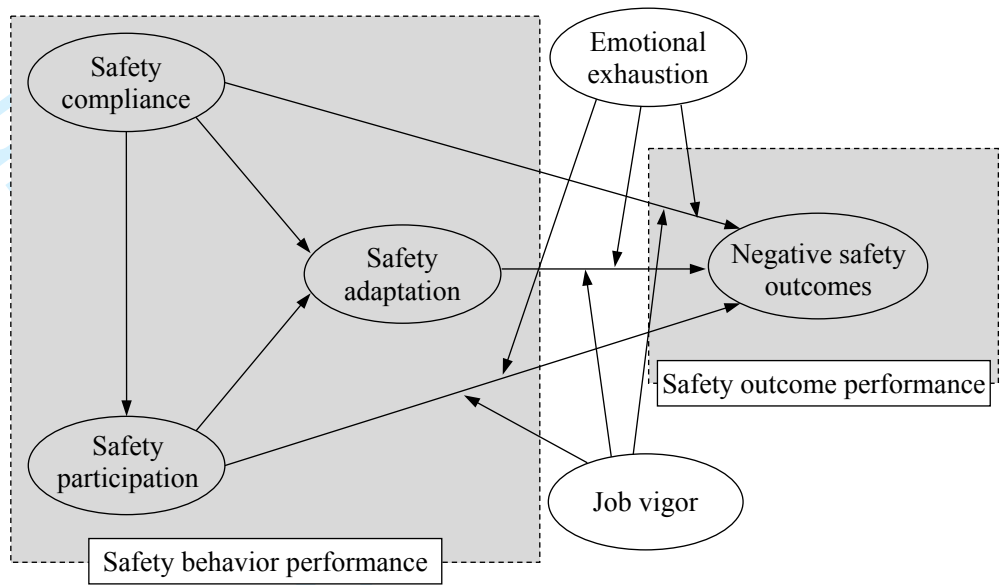 Safety
compliance
Emotional
exhaustion
Safety
adaptation
Negative safety
outcomes
Safety outcome performance
Safety
participation
Job vigor
Safety behavior performance